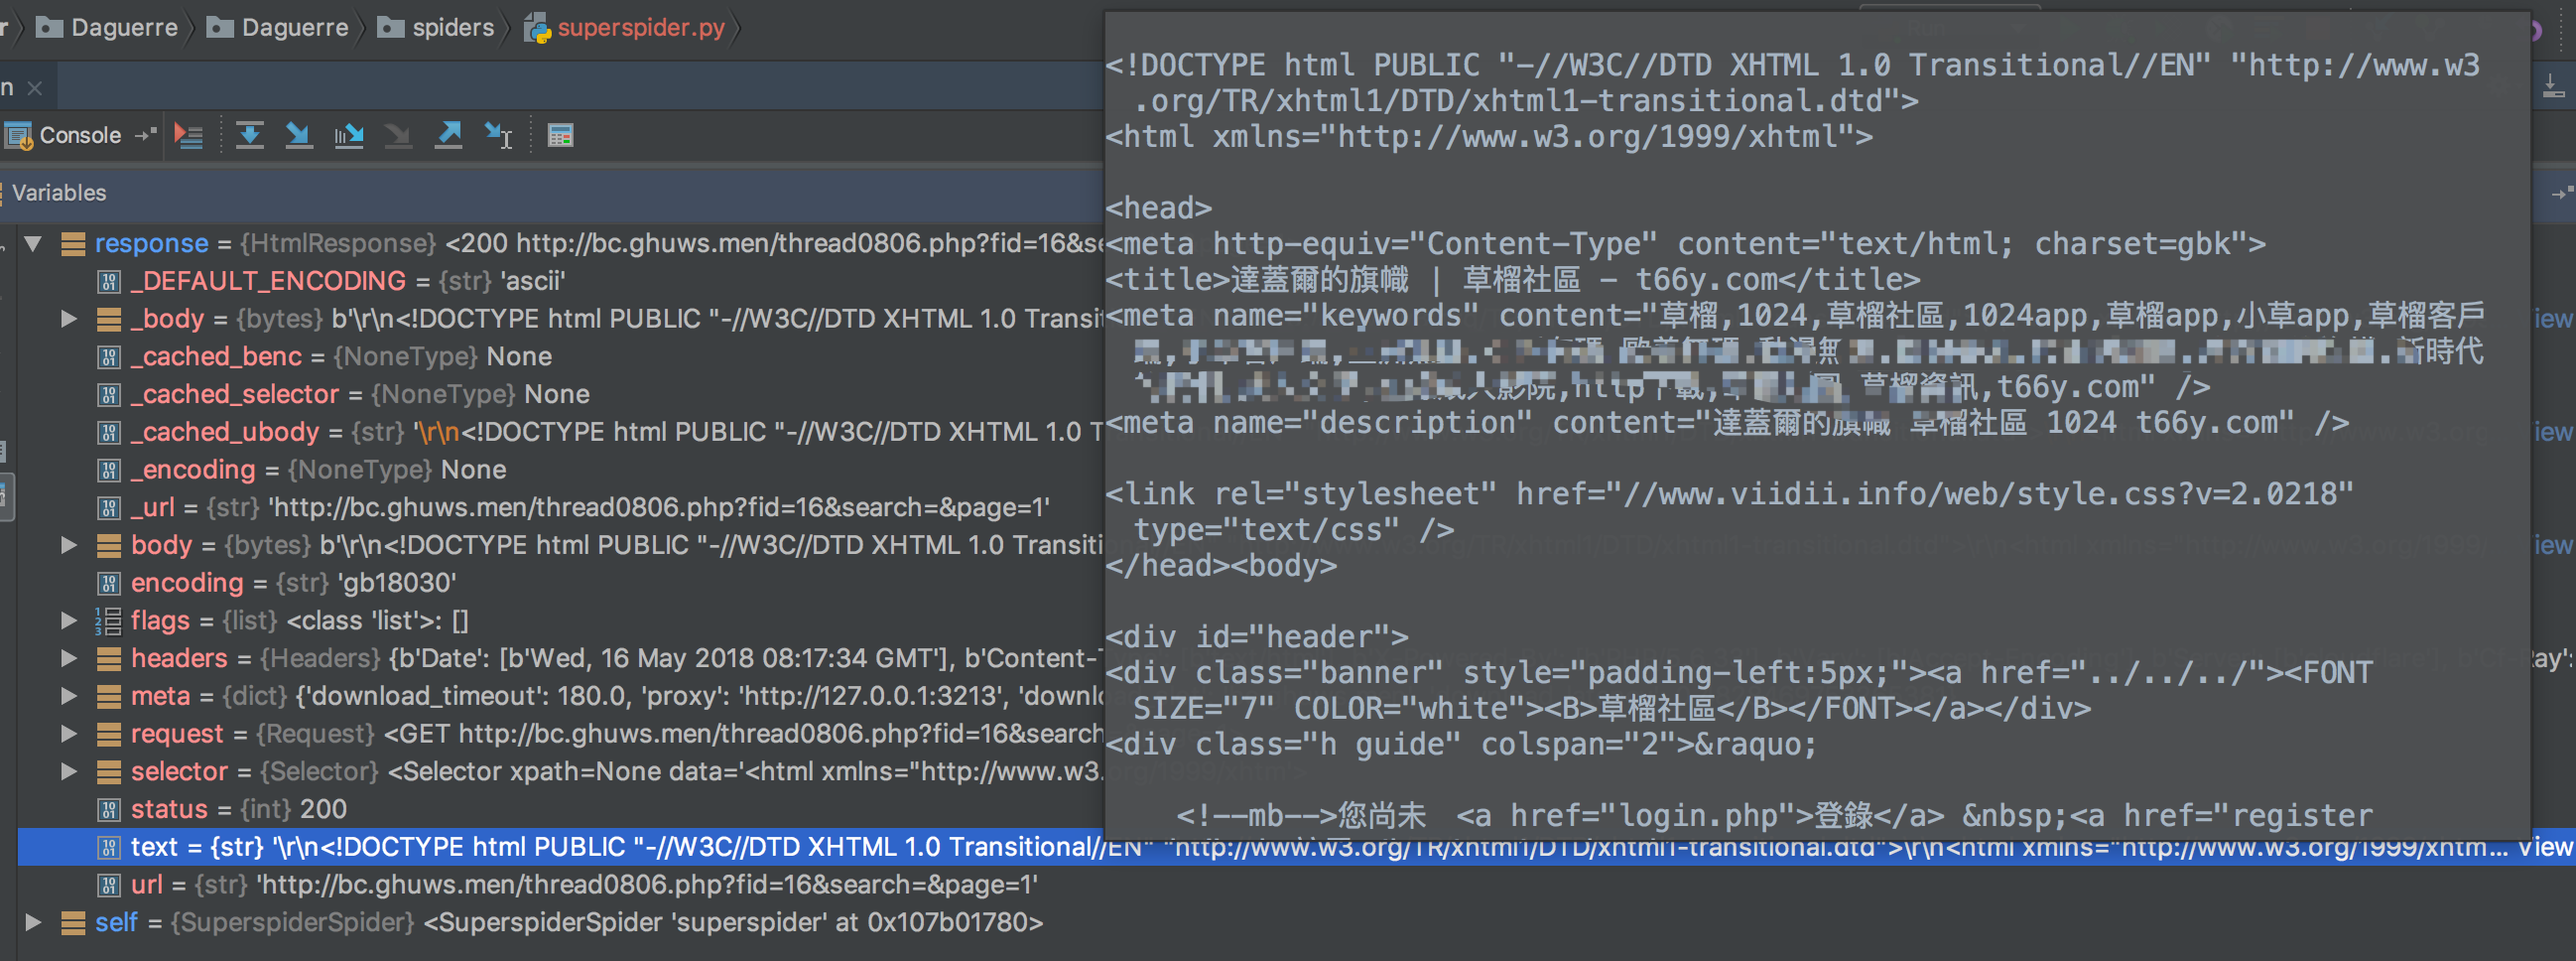 r Daguerre Daguerre spiders superspider.py
n ×
Console
Variables
response = {HtmlResponse} <200 http://bc.ghuws.men/thread0806.php?fid=16&se
_DEFAULT_ENCODING = {str} 'ascii'
_body = {bytes} b'\r\n<!DOCTYPE html PUBLIC "-//W3C//DTD XHTML 1.0 Transit
_cached_benc = {NoneType} None
_cached_selector = {NoneType} None
_cached_ubody = {str} '\r\n<!DOCTYPE html PUBLIC "-//W3C//DTD XHTML 1.0 T
_encoding = {NoneType} None
_url = {str} 'http://bc.ghuws.men/thread0806.php?fid=16&search=&page=1'
body = {bytes} b'\r\n<!DOCTYPE html PUBLIC "-//W3C//DTD XHTML 1.0 Transiti
encoding = {str} 'gb18030'
flags = {list} <class 'list'>: []
headers = {Headers} {b'Date': [b'Wed, 16 May 2018 08:17:34 GMT'], b'Content-T
meta = {dict} {'download_timeout': 180.0, 'proxy': 'http://127.0.0.1:3213', 'downloa
request = {Request} <GET http://bc.ghuws.men/thread0806.php?fid=16&search
selector = {Selector} <Selector xpath=None data='<html xmlns="http://www.w3.org/1999/xhtm'>
status = {int} 200
text = {str} '\r\n<!DOCTYPE html PUBLIC "-//W3C//DTD XHTML 1.0 Transitional//EN" "http://www.w3.org/TR/xhtml1/DTD/xhtml1-transitional.dtd">\r\n<html xmlns="http://www.w3.org/1999/xhtm... View
url = {str} 'http://bc.ghuws.men/thread0806.php?fid=16&search=&page=1'
self = {SuperspiderSpider} <SuperspiderSpider 'superspider' at 0x107b01780>
<!DOCTYPE html PUBLIC "-//W3C//DTD XHTML 1.0 Transitional//EN" "http://www.w3
.org/TR/xhtml1/DTD/xhtml1-transitional.dtd">
<html xmlns="http://www.w3.org/1999/xhtml">
<head>
<meta http-equiv="Content-Type" content="text/html; charset=gbk">
<title>達蓋爾的旗幟 | 草榴社區 - t66y.com</title>
<meta name="keywords" content="草榴,1024,草榴社區,1024app,草榴app,小草app,草榴客戶
新時代
影院,http下載, 草榴資訊,t66y.com" />
<meta name="description" content="達蓋爾的旗幟 草榴社區 1024 t66y.com" />
<link rel="stylesheet" href="//www.viidii.info/web/style.css?v=2.0218"
type="text/css" />
</head><body>
<div id="header">
<div class="banner" style="padding-left:5px;"><a href="../../../"><FONT
SIZE="7" COLOR="white"><B>草榴社區</B></FONT></a></div>
<div class="h guide" colspan="2">&raquo;
<!--mb-->您尚未 <a href="login.php">登錄</a> &nbsp;<a href="register
iew
iew
iew
Ray':